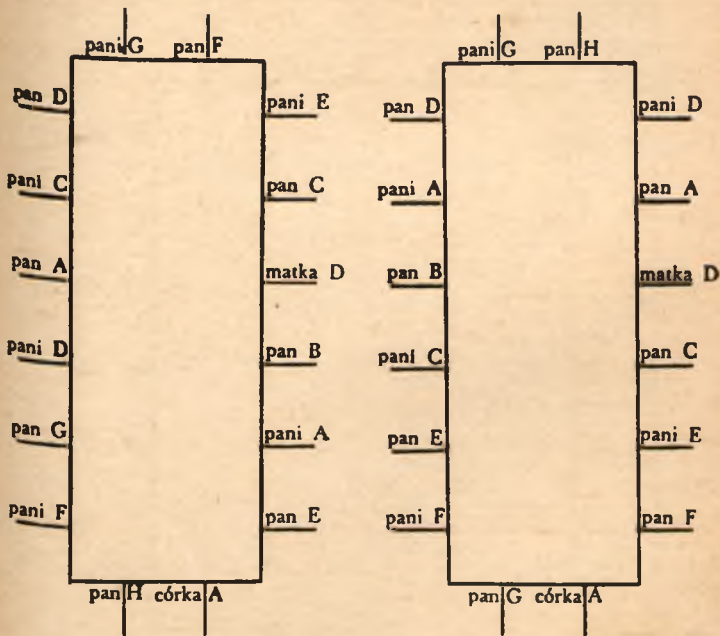 pani G pan F
pan D pani E
pani C pan C
pan A matka D
pani D pan B
pan G pani A
pani F pan E
pan H córka A
pani G pan H
pan D pani D
pani A pan A
pan B matka D
pani C pan C
pan E pani E
pani F pan F
pan G córka A